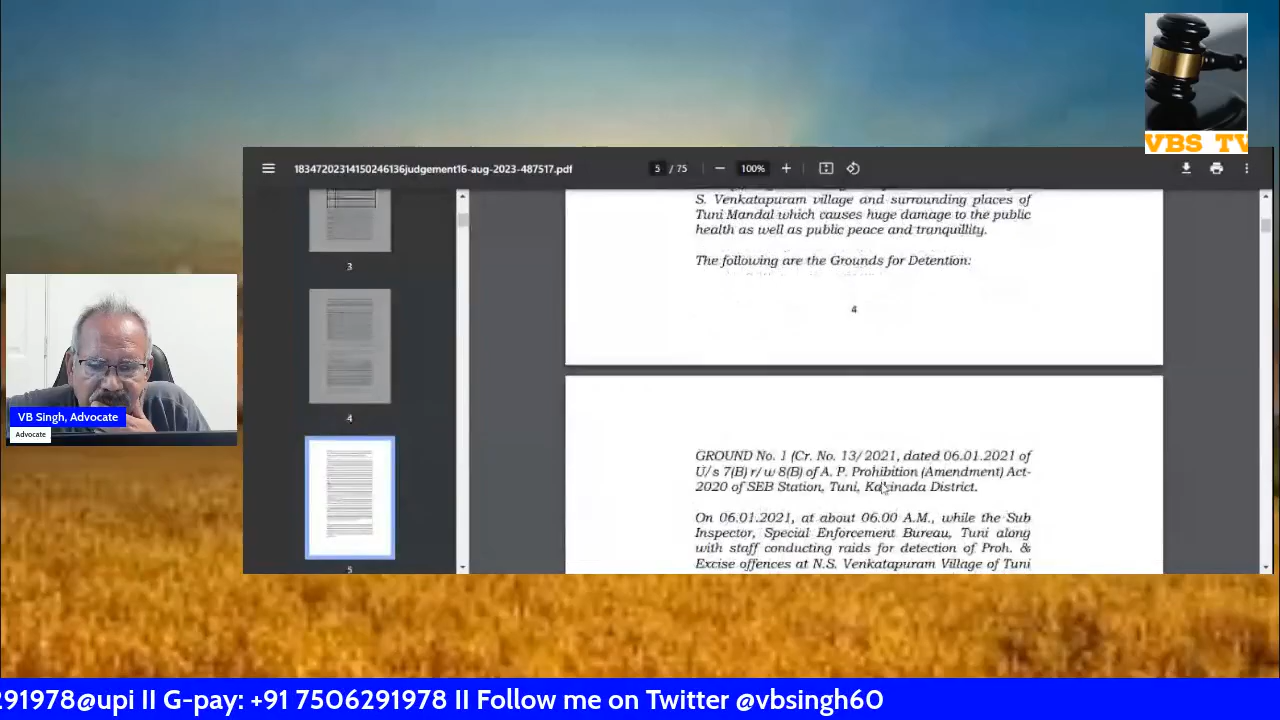 VBS TV
18347202314150246136judgement16-aug-2023-487517.pdf
5 / 75
100%
S. Venkatapuram village and surrounding places of
Tuni Mandal which causes huge damage to the public
health as well as public peace and tranquillity.
The following are the Grounds for Detention:
4
3
4
5
GROUND No. 1 (Cr. No. 13/2021, dated 06.01.2021 of
U/s 7(B) r/w 8(B) of A. P. Prohibition (Amendment) Act-
2020 of SEB Station, Tuni, Kakinada District.
On 06.01.2021, at about 06.00 A.M., while the Sub
Inspector, Special Enforcement Bureau, Tuni along
with staff conducting raids for detection of Proh. &
Excise offences at N.S. Venkatapuram Village of Tuni
VB Singh, Advocate
Advocate
291978@upi II G-pay: +91 7506291978 II Follow me on Twitter @vbsingh60